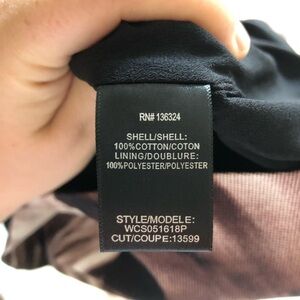 RN# 136324
SHELL/SHELL:
100%COTTON/COTON
LINING/DOUBLURE:
100%POLYESTER/POLYESTER
STYLE/MODELE:
WCS051618P
CUT/COUPE:13599